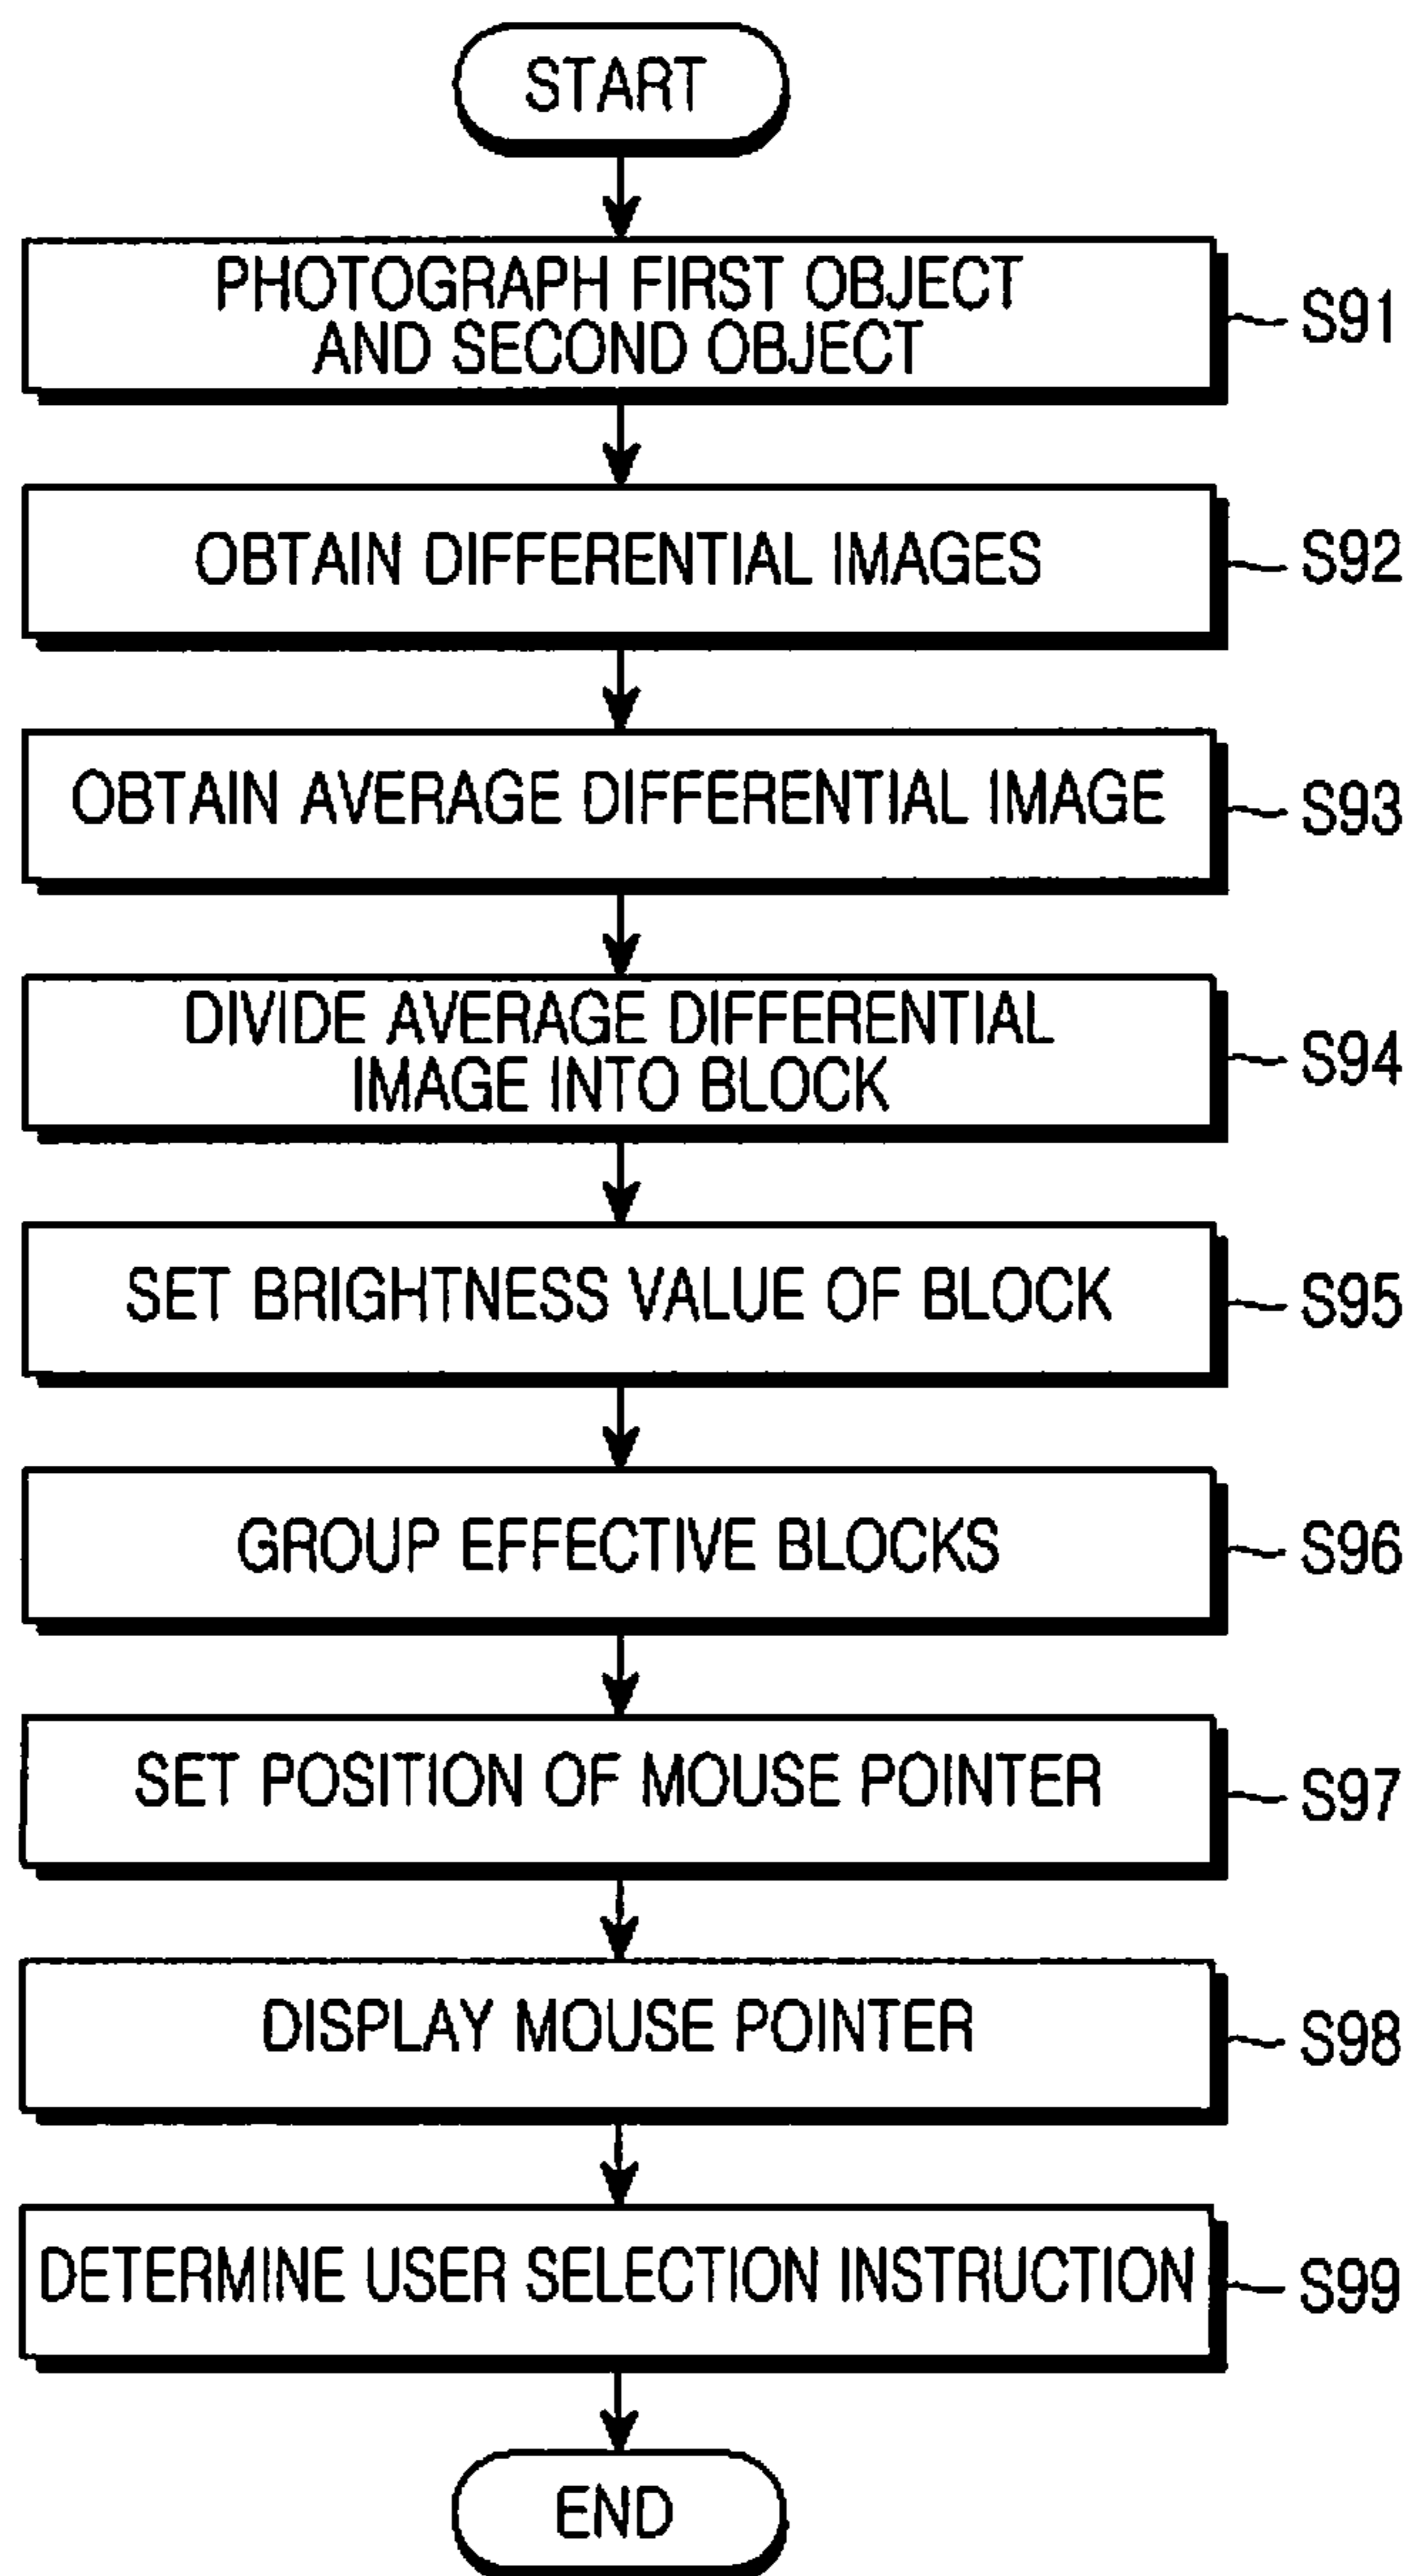 START
PHOTOGRAPH FIRST OBJECT
AND SECOND OBJECT
S91
OBTAIN DIFFERENTIAL IMAGES
S92
OBTAIN AVERAGE DIFFERENTIAL IMAGE
S93
DIVIDE AVERAGE DIFFERENTIAL
IMAGE INTO BLOCK
S94
SET BRIGHTNESS VALUE OF BLOCK
S95
GROUP EFFECTIVE BLOCKS
S96
SET POSITION OF MOUSE POINTER
S97
DISPLAY MOUSE POINTER
S98
DETERMINE USER SELECTION INSTRUCTION
S99
END